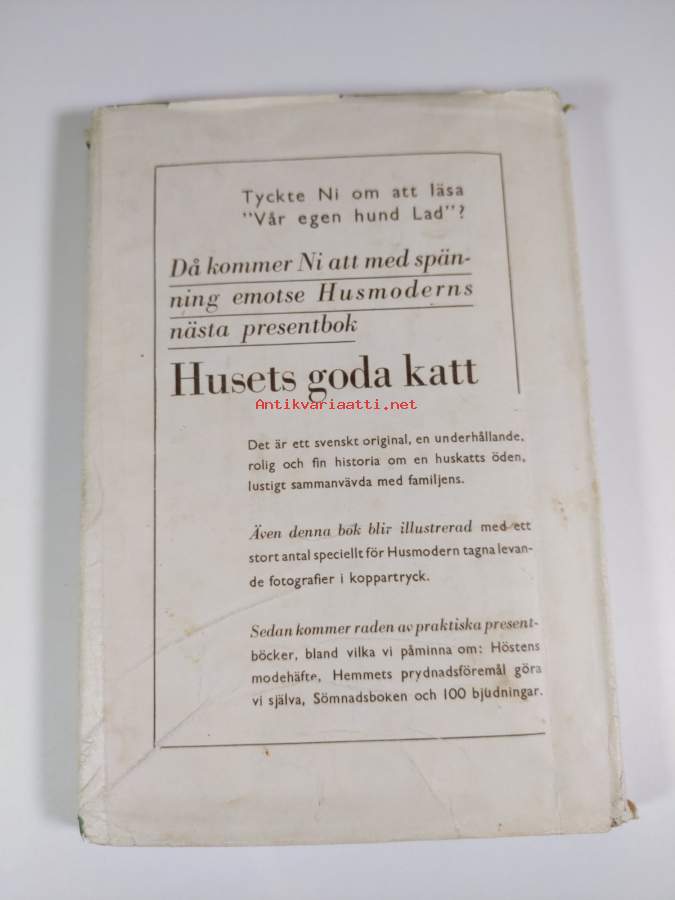 Tyckte Ni om att läsa
"Vår egen hund Lad"?
Då kommer Ni att med spän-
ning emotse Husmoderns
nästa presentbok
Husets goda katt
Antikvariaatti.net
Det är ett svenskt original, en underhållande,
rolig och fin historia om en huskatts öden,
lustigt sammanvävda med familjens.
Även denna bok blir illustrerad med ett
stort antal speciellt för Husmodern tagna levan-
de fotografier i koppartryck.
Sedan kommer raden av praktiska present-
böcker, bland vilka vi påminna om: Höstens
modehäfte, Hemmets prydnadsföremål göra
vi själva, Sömnadsboken och 100 bjudningar.